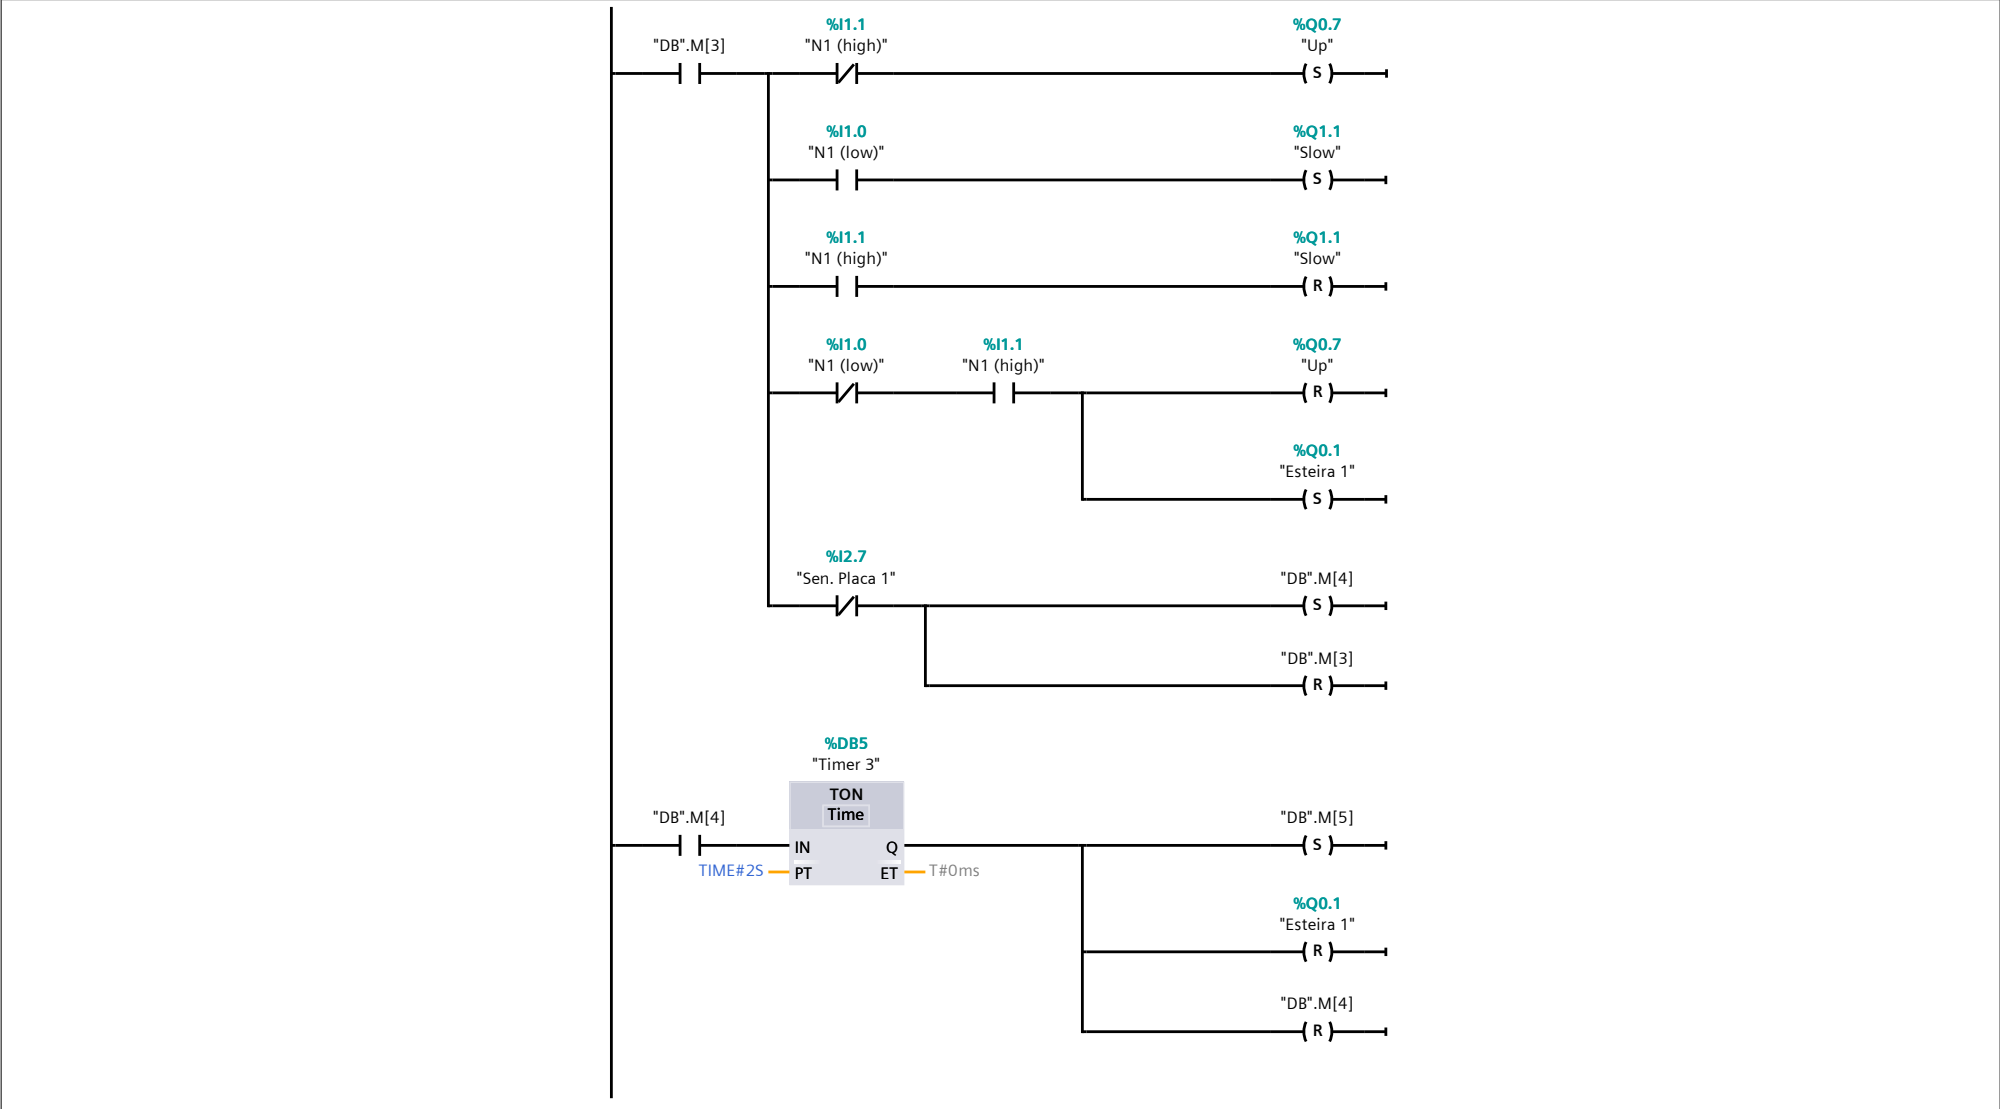 %I1.1 %Q0.7
"DB".M[3] "N1 (high)" "Up"
S
%I1.0 %Q1.1
"N1 (low)" "Slow"
S
%I1.1 %Q1.1
"N1 (high)" "Slow"
R
%I1.0 %I1.1 %Q0.7
"N1 (low)" "N1 (high)" "Up"
R
%Q0.1
"Esteira 1"
S
%I2.7
"Sen. Placa 1" "DB".M[4]
S
"DB".M[3]
R
%DB5
"Timer 3"
TON
Time
"DB".M[4] "DB".M[5]
IN Q S
TIME#2S PT ET T#0ms
%Q0.1
"Esteira 1"
R
"DB".M[4]
R